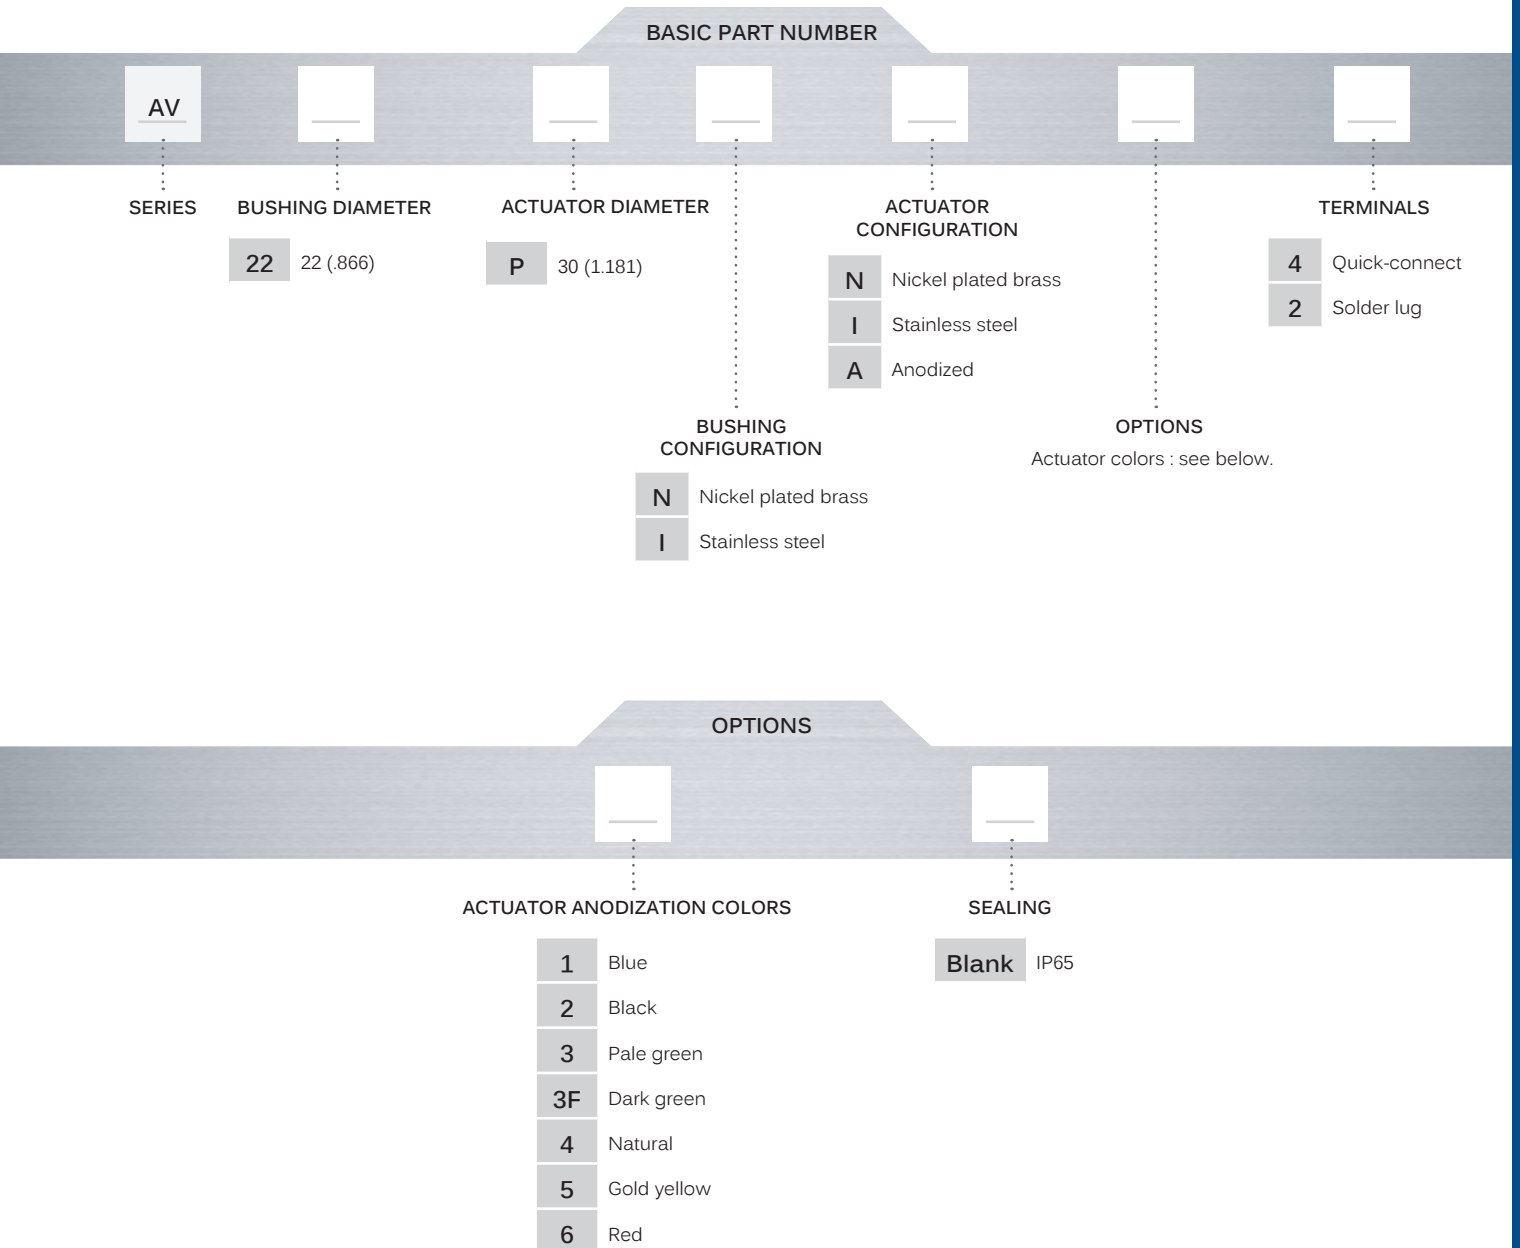 BASIC PART NUMBER
AV
SERIES
BUSHING DIAMETER
22 22 (.866)
ACTUATOR DIAMETER
P 30 (1.181)
BUSHING
CONFIGURATION
N Nickel plated brass
I Stainless steel
ACTUATOR
CONFIGURATION
N Nickel plated brass
I Stainless steel
A Anodized
OPTIONS
Actuator colors : see below.
TERMINALS
4 Quick-connect
2 Solder lug
OPTIONS
ACTUATOR ANODIZATION COLORS
1 Blue
2 Black
3 Pale green
3F Dark green
4 Natural
5 Gold yellow
6 Red
SEALING
Blank IP65